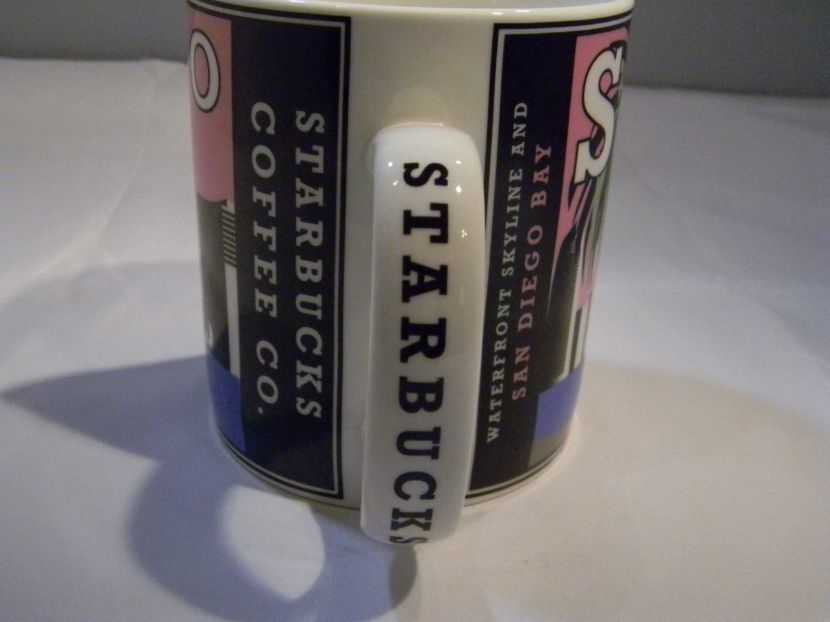 O
STARBUCKS
COFFEE CO.
STARBUCKS
WATERFRONT SKYLINE AND
SAN DIEGO BAY
S